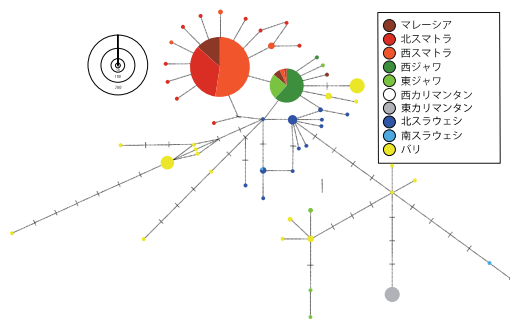 マレーシア
北スマトラ
西スマトラ
西ジャワ
東ジャワ
西カリマンタン
東カリマンタン
北スラウェシ
南スラウェシ
バリ
100
200